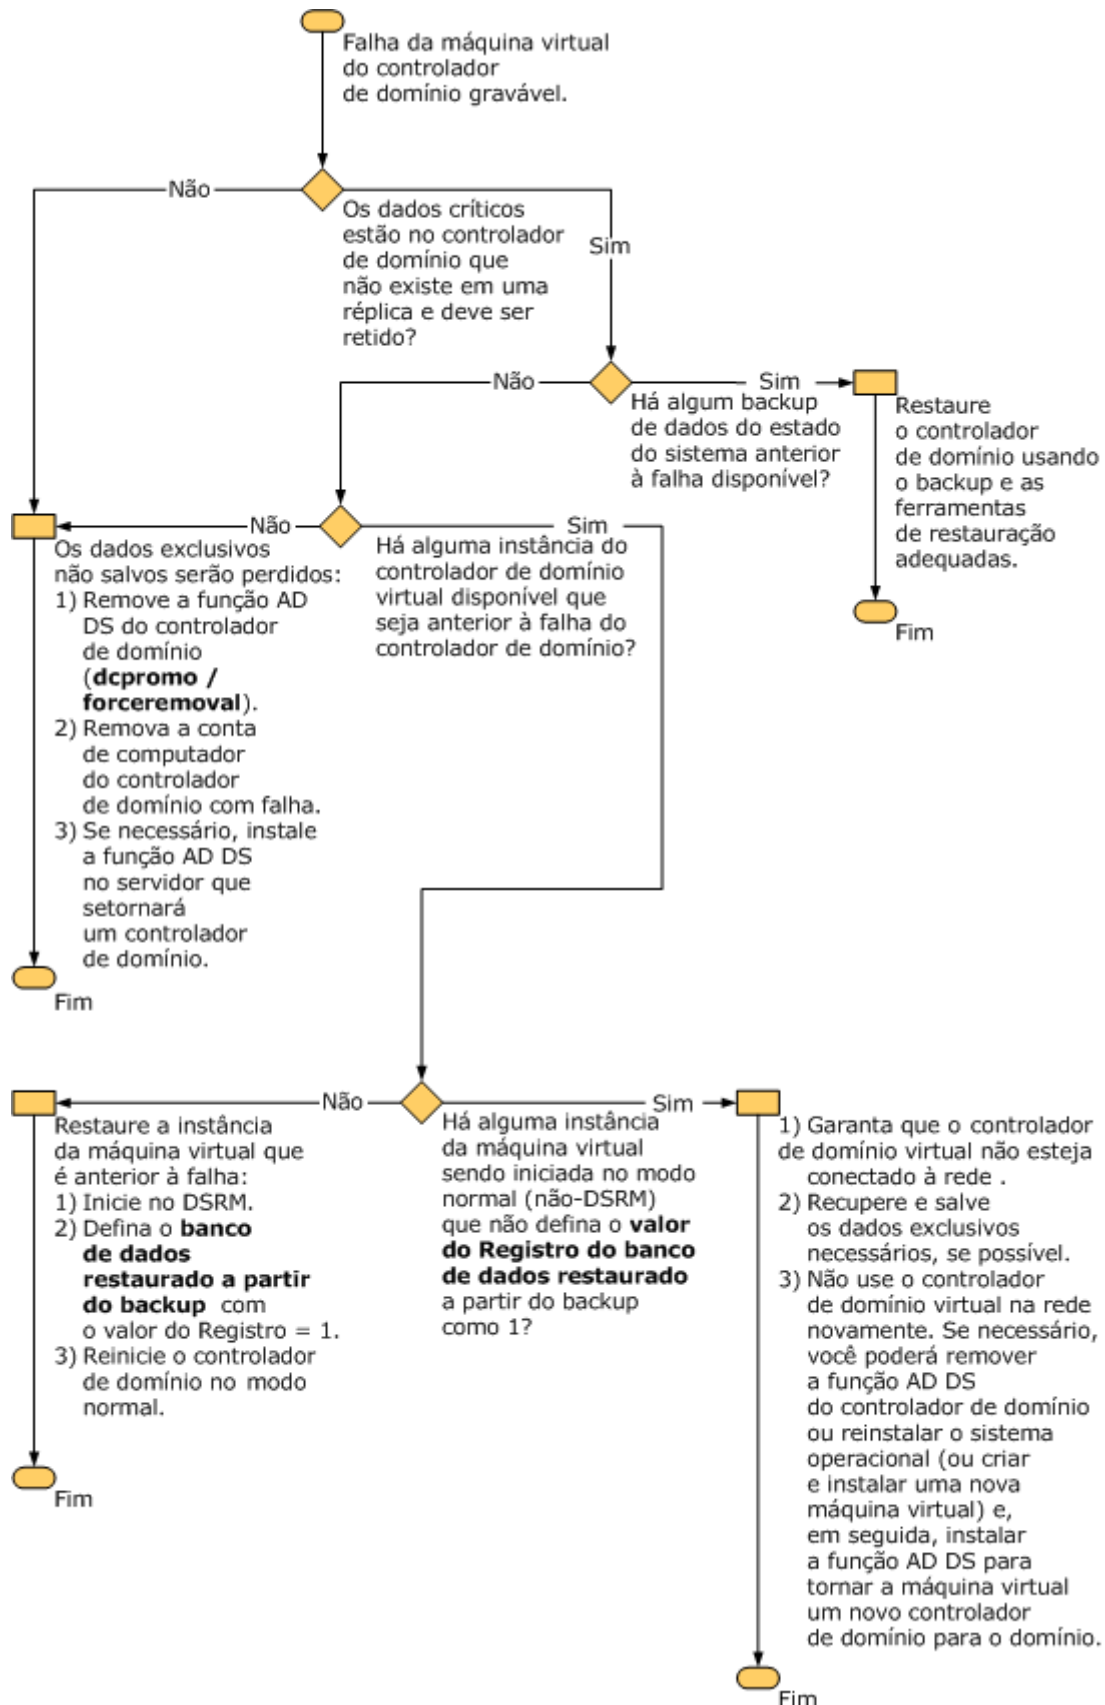 Falha da máquina virtual
do controlador
de domínio gravável.
Não
Os dados críticos
estão no controlador
de domínio que
não existe em uma
réplica e deve ser
retido?
Sim
Não
Sim
Há algum backup
de dados do estado
do sistema anterior
à falha disponível?
Restaure
o controlador
de domínio usando
o backup e as
ferramentas
de restauração
adequadas.
Fim
Não
Sim
Há alguma instância do
controlador de domínio
virtual disponível que
seja anterior à falha do
controlador de domínio?
Os dados exclusivos
não salvos serão perdidos:
1) Remove a função AD
DS do controlador
de domínio
(dcpromo /
forceremoval).
2) Remova a conta
de computador
do controlador
de domínio com falha.
3) Se necessário, instale
a função AD DS
no servidor que
setornará
um controlador
de domínio.
Fim
Não
Sim
Há alguma instância
da máquina virtual
sendo iniciada no modo
normal (não-DSRM)
que não defina o valor
do Registro do banco
de dados restaurado
a partir do backup
como 1?
Restaure a instância
da máquina virtual que
é anterior à falha:
1) Inicie no DSRM.
2) Defina o banco
de dados
restaurado a partir
do backup com
o valor do Registro = 1.
3) Reinicie o controlador
de domínio no modo
normal.
Fim
1) Garanta que o controlador
de domínio virtual não esteja
conectado à rede .
2) Recupere e salve
os dados exclusivos
necessários, se possível.
3) Não use o controlador
de domínio virtual na rede
novamente. Se necessário,
você poderá remover
a função AD DS
do controlador de domínio
ou reinstalar o sistema
operacional (ou criar
e instalar uma nova
máquina virtual) e,
em seguida, instalar
a função AD DS para
tornar a máquina virtual
um novo controlador
de domínio para o domínio.
Fim